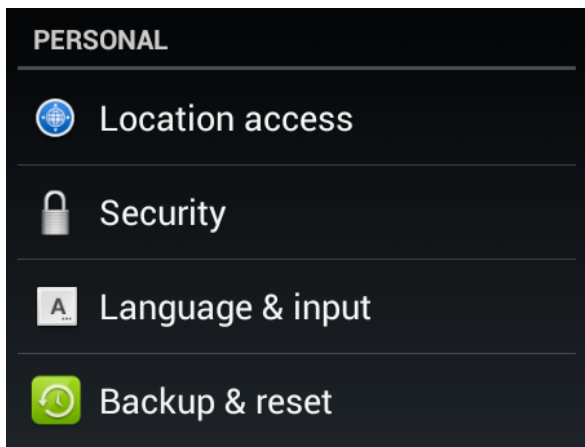 PERSONAL
Location access
Security
A
Language & input
Backup & reset